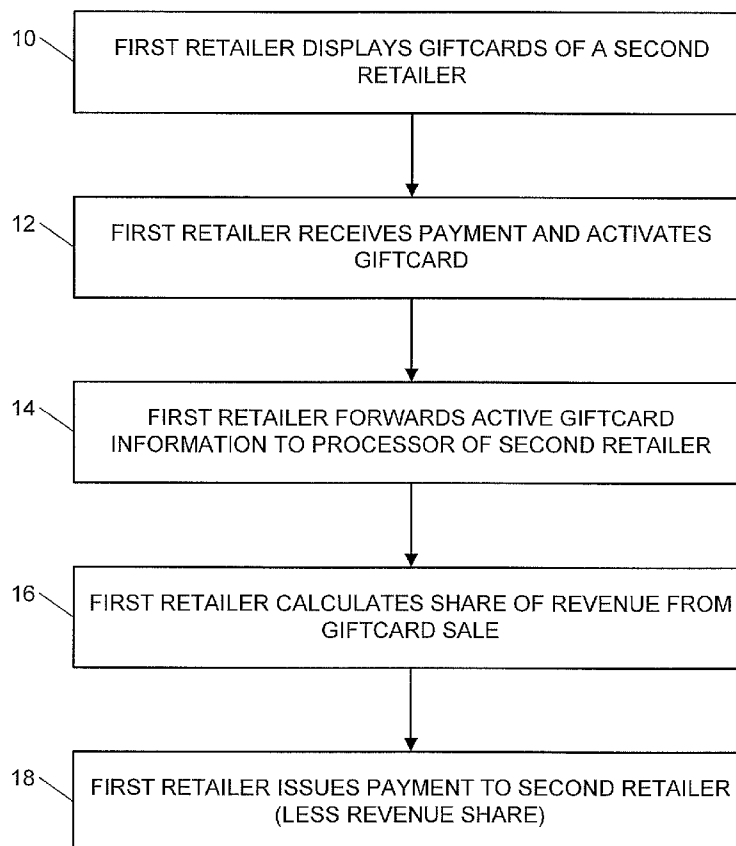 10
FIRST RETAILER DISPLAYS GIFTCARDS OF A SECOND
RETAILER
12
FIRST RETAILER RECEIVES PAYMENT AND ACTIVATES
GIFTCARD
14
FIRST RETAILER FORWARDS ACTIVE GIFTCARD
INFORMATION TO PROCESSOR OF SECOND RETAILER
16
FIRST RETAILER CALCULATES SHARE OF REVENUE FROM
GIFTCARD SALE
18
FIRST RETAILER ISSUES PAYMENT TO SECOND RETAILER
(LESS REVENUE SHARE)